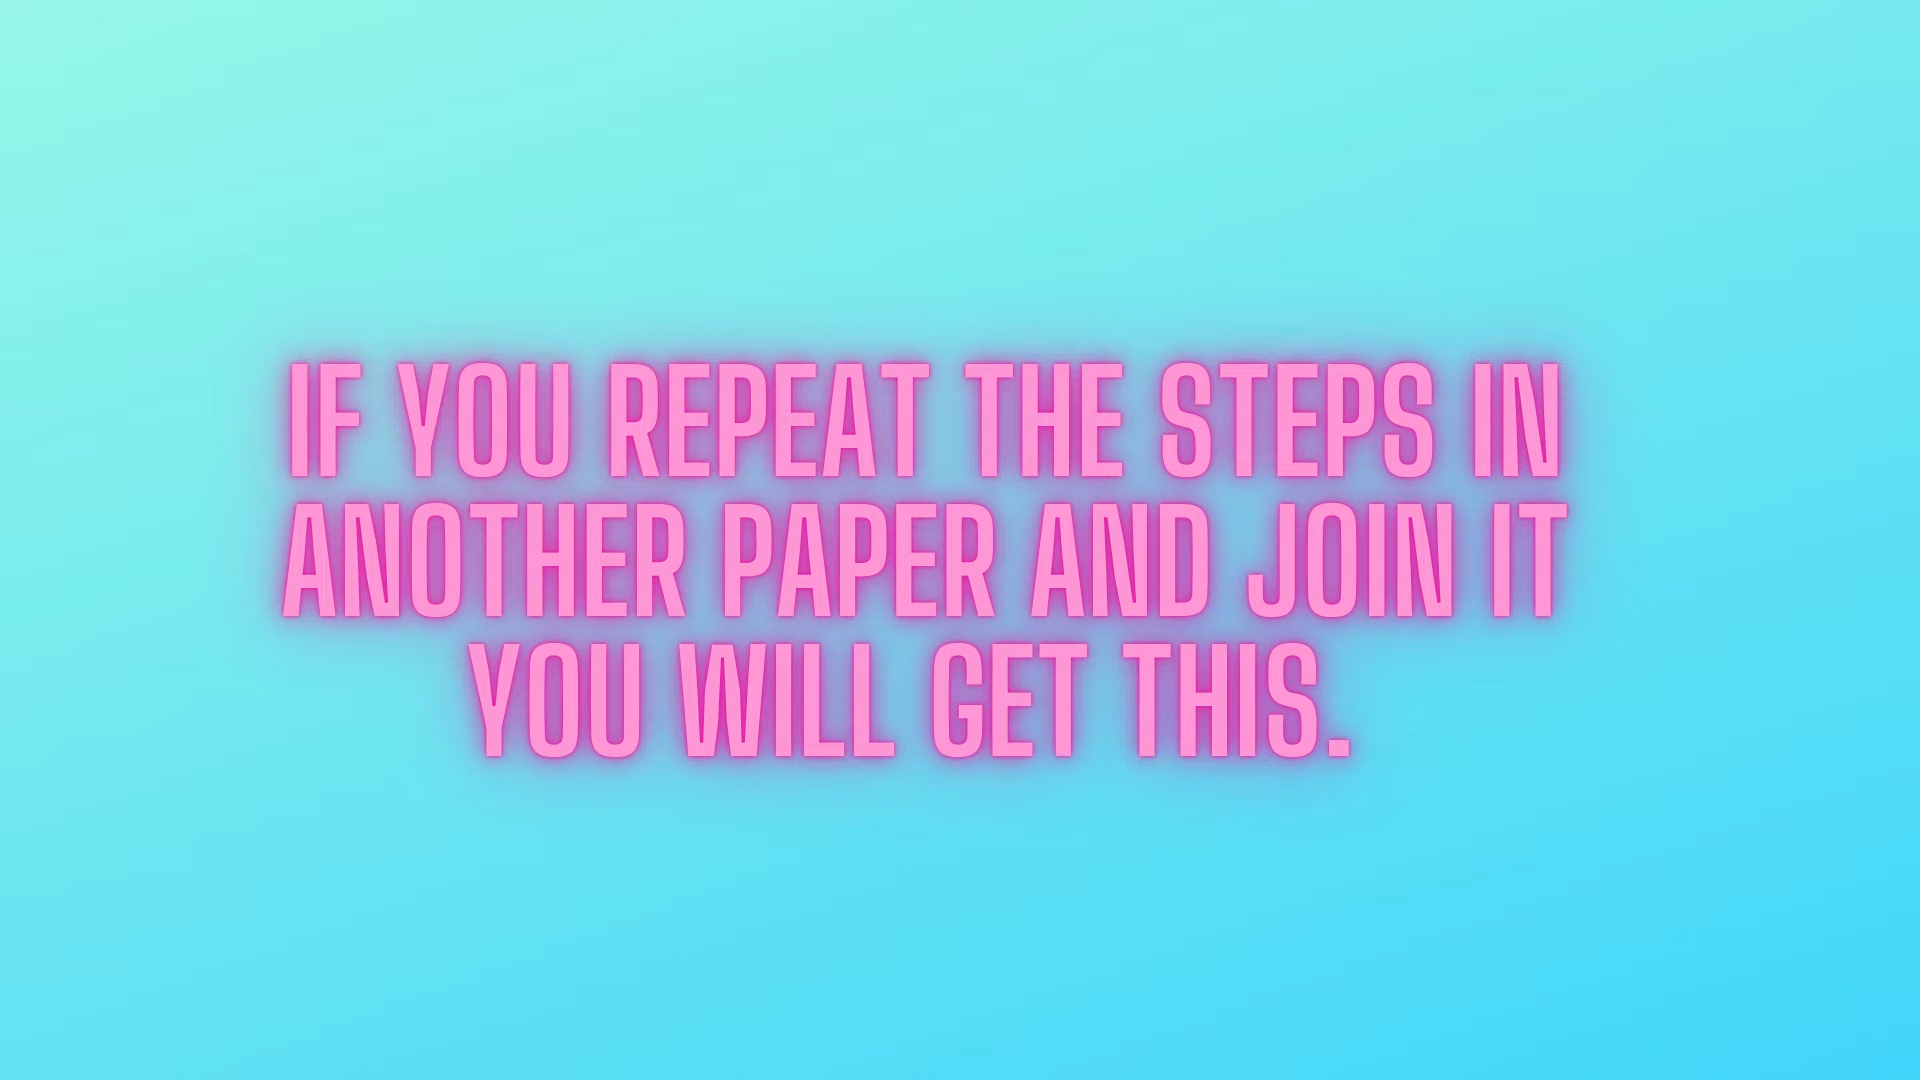 IF YOU REPEAT THE STEPS IN
ANOTHER PAPER AND JOIN IT
YOU WILL GET THIS.